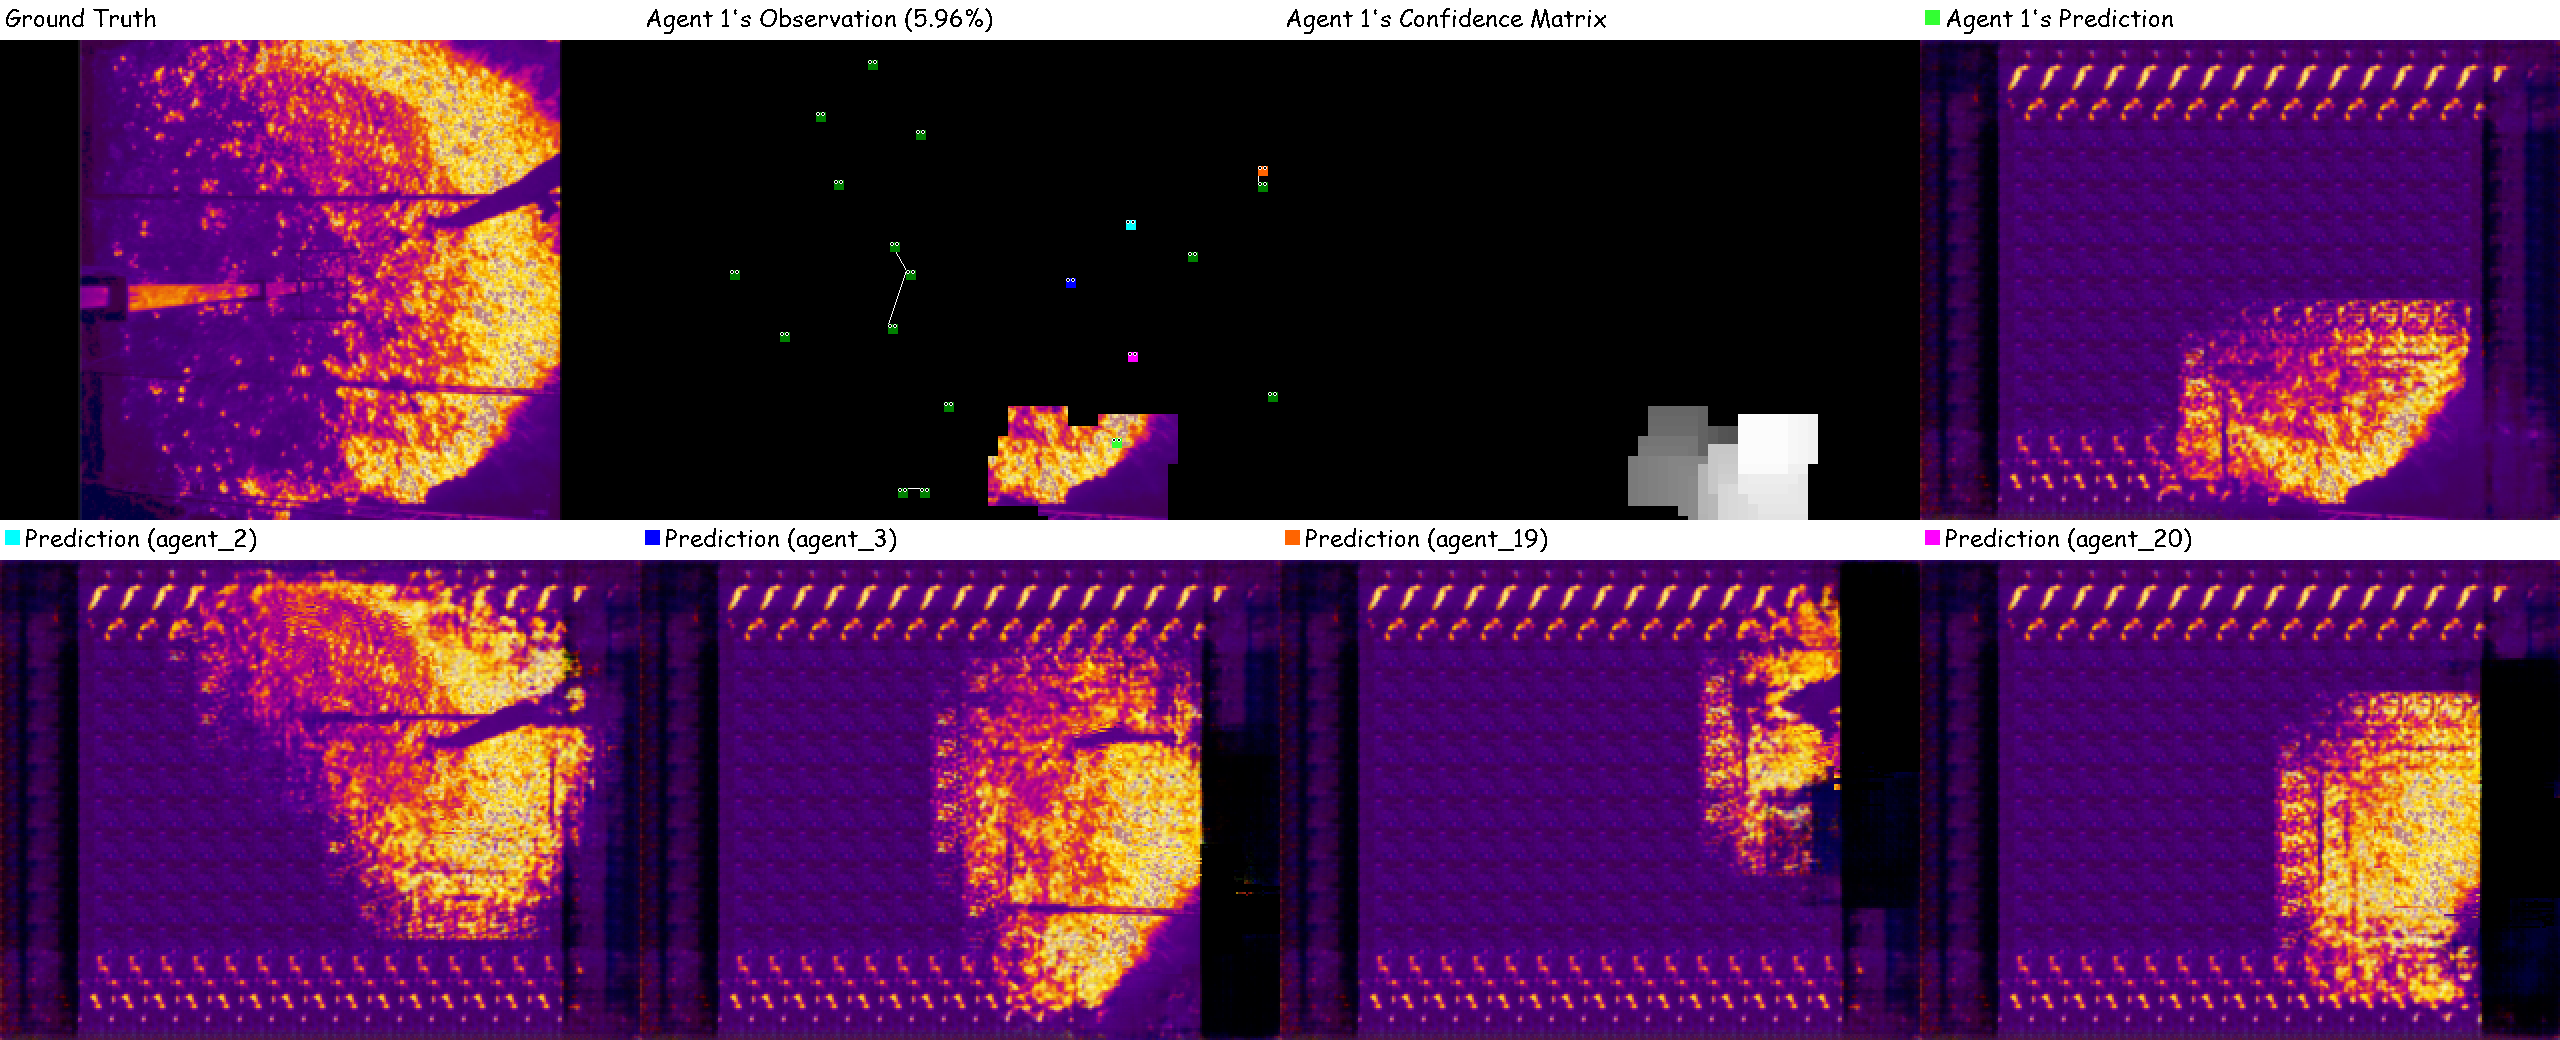 Ground Truth
Agent 1's Observation (5.96%)
Agent 1's Confidence Matrix
Agent 1's Prediction
Prediction (agent_2)
Prediction (agent_3)
Prediction (agent_19)
Prediction (agent_20)